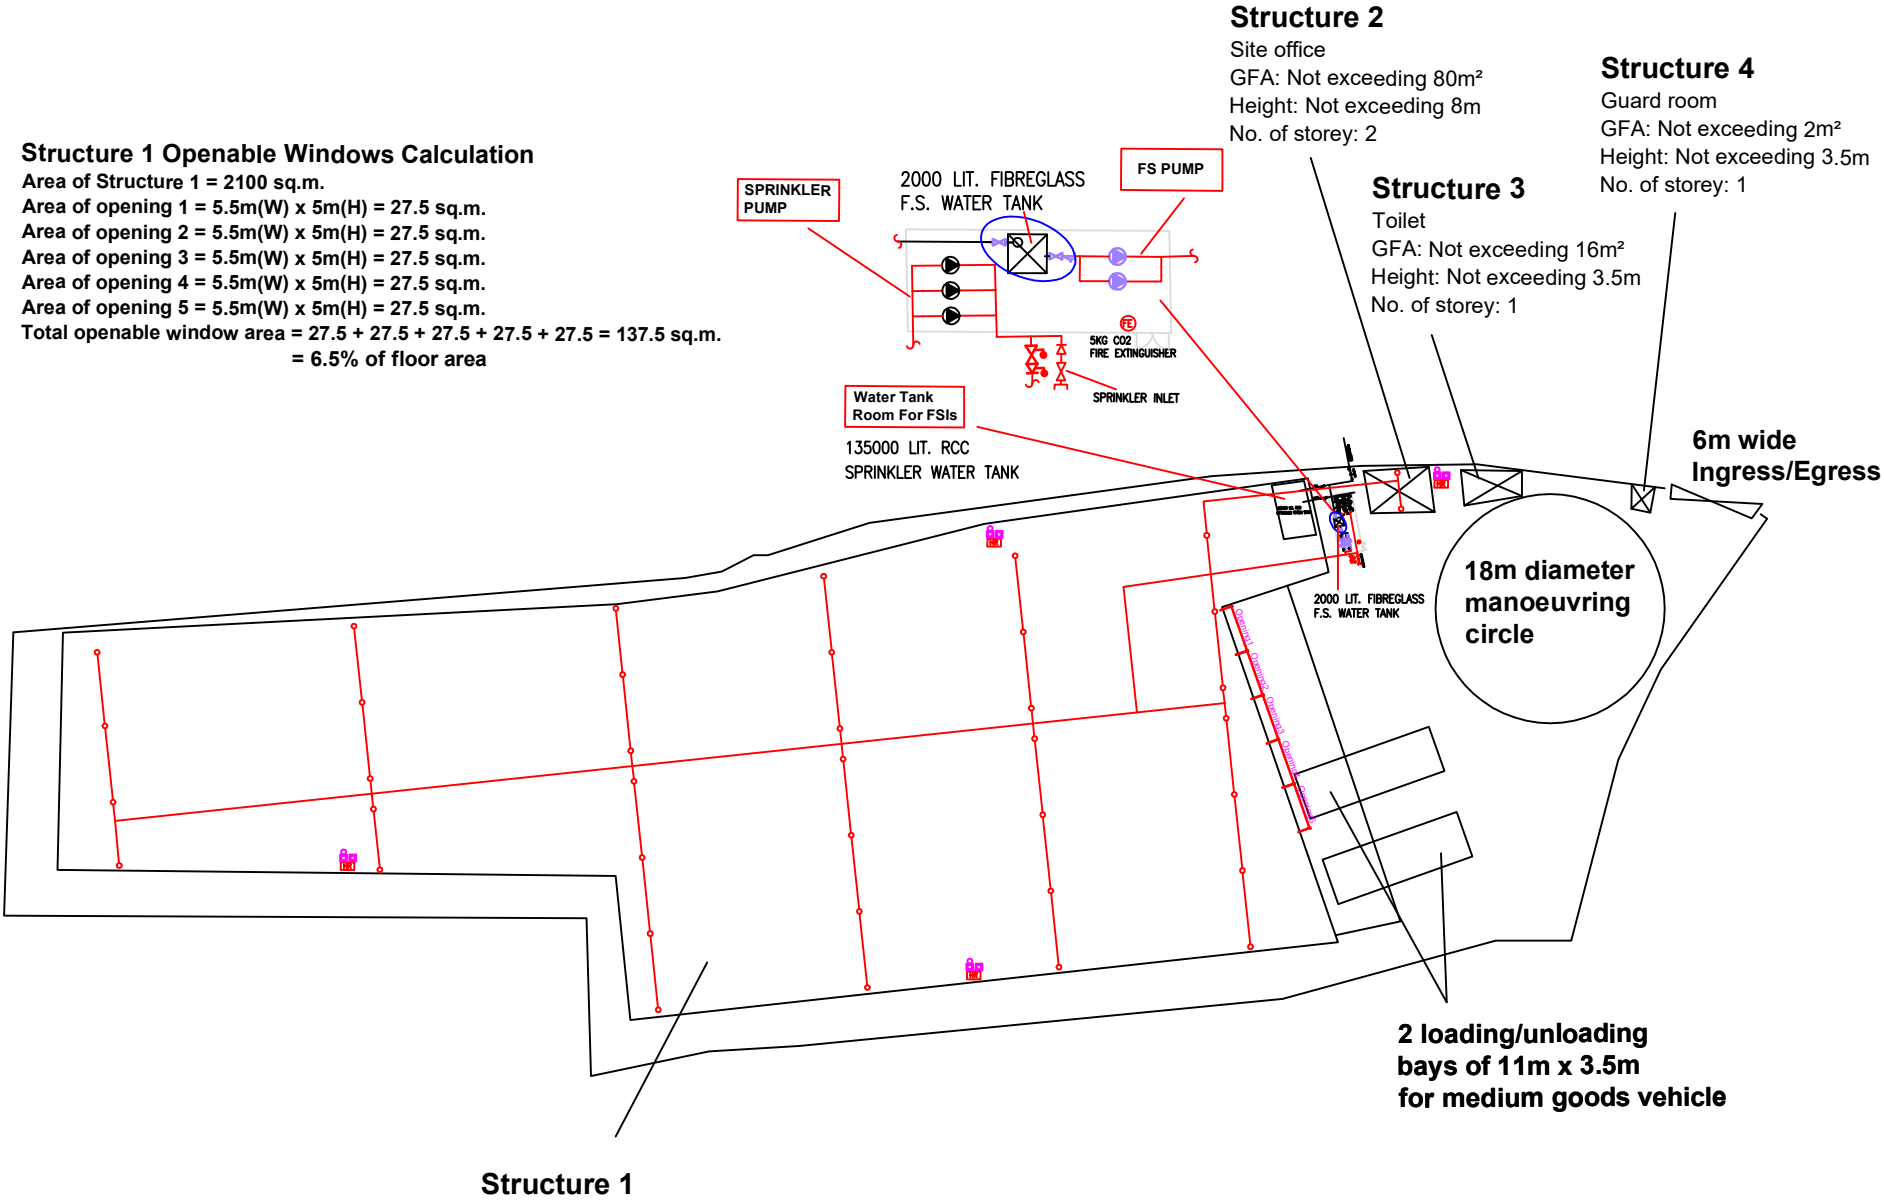 Structure 2
Site office
GFA: Not exceeding 80m²
Height: Not exceeding 8m
No. of storey: 2
Structure 4
Guard room
GFA: Not exceeding 2m²
Height: Not exceeding 3.5m
No. of storey: 1
Structure 1 Openable Windows Calculation
Area of Structure 1 = 2100 sq.m.
Area of opening 1 = 5.5m(W) x 5m(H) = 27.5 sq.m.
Area of opening 2 = 5.5m(W) x 5m(H) = 27.5 sq.m.
Area of opening 3 = 5.5m(W) x 5m(H) = 27.5 sq.m.
Area of opening 4 = 5.5m(W) x 5m(H) = 27.5 sq.m.
Area of opening 5 = 5.5m(W) x 5m(H) = 27.5 sq.m.
Total openable window area = 27.5 + 27.5 + 27.5 + 27.5 + 27.5 = 137.5 sq.m.
= 6.5% of floor area
SPRINKLER
PUMP
2000 LIT. FIBREGLASS
F.S. WATER TANK
FS PUMP
Structure 3
Toilet
GFA: Not exceeding 16m²
Height: Not exceeding 3.5m
No. of storey: 1
FE
5KG CO2
FIRE EXTINGUISHER
SPRINKLER INLET
Water Tank
Room For FSIs
135000 LIT. RCC
SPRINKLER WATER TANK
6m wide
Ingress/Egress
18m diameter
manoeuvring
circle
2000 LIT. FIBREGLASS
F.S. WATER TANK
Opening1
Opening2
Opening3
HR
HR
HR
HR
2 loading/unloading
bays of 11m x 3.5m
for medium goods vehicle
Structure 1